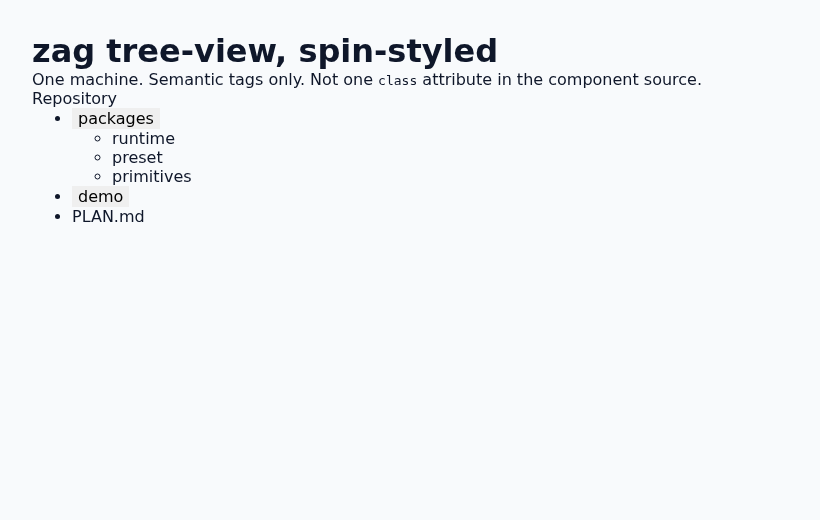 zag tree-view, spin-styled
One machine. Semantic tags only. Not one class attribute in the component source.
Repository
packages
runtime
preset
primitives
demo
PLAN.md